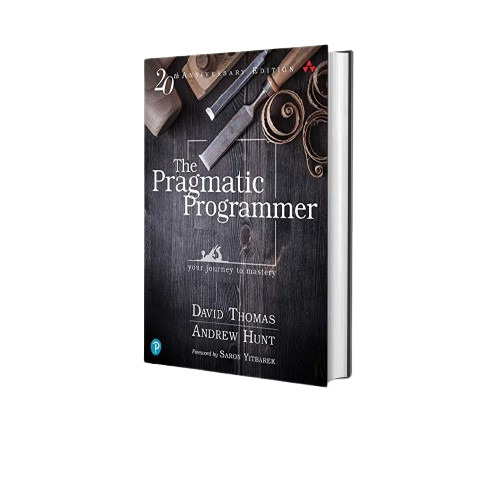 20th ANNIVERSARY EDITION
The
Pragmatic
Programmer
your journey to mastery
DAVID THOMAS
ANDREW HUNT
Foreword by SARON YITBAREK
P